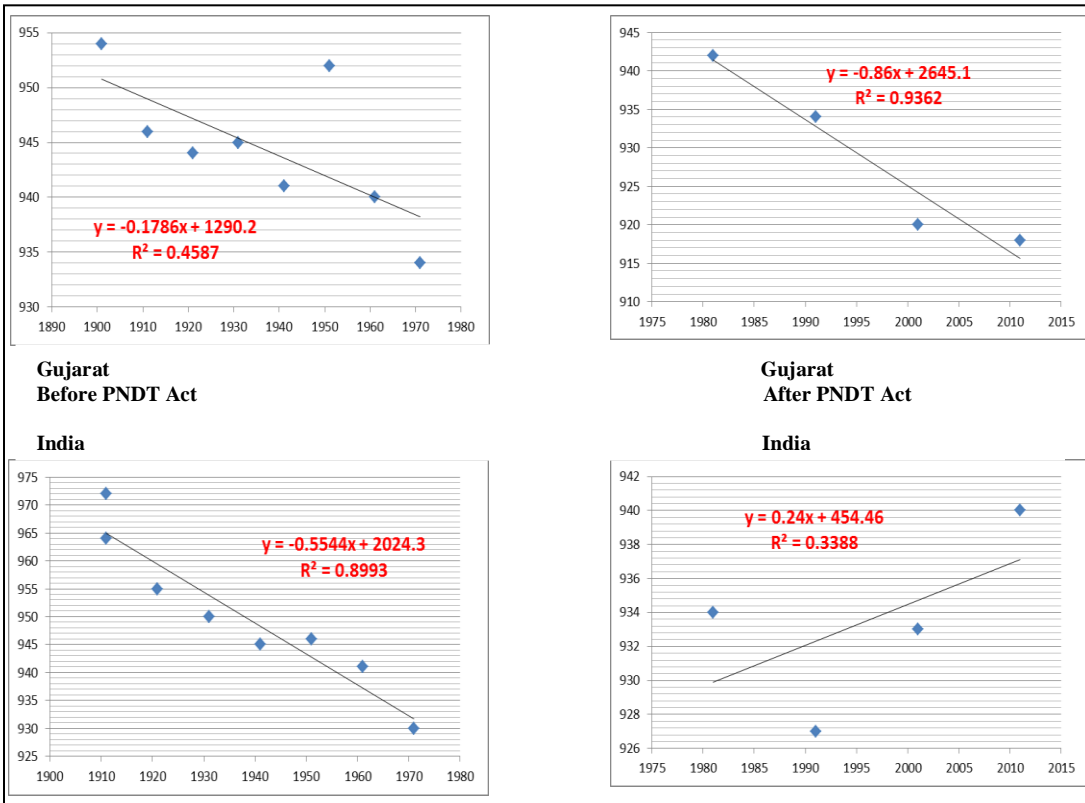 955
950
945
940
935
930
1890 1900 1910 1920 1930 1940 1950 1960 1970 1980
y = -0.1786x + 1290.2
R² = 0.4587
945
940
935
930
925
920
915
910
1975 1980 1985 1990 1995 2000 2005 2010 2015
y = -0.86x + 2645.1
R² = 0.9362
Gujarat
Before PNDT Act
Gujarat
After PNDT Act
India
India
975
970
965
960
955
950
945
940
935
930
925
1900 1910 1920 1930 1940 1950 1960 1970 1980
y = -0.5544x + 2024.3
R² = 0.8993
942
940
938
936
934
932
930
928
926
1975 1980 1985 1990 1995 2000 2005 2010 2015
y = 0.24x + 454.46
R² = 0.3388